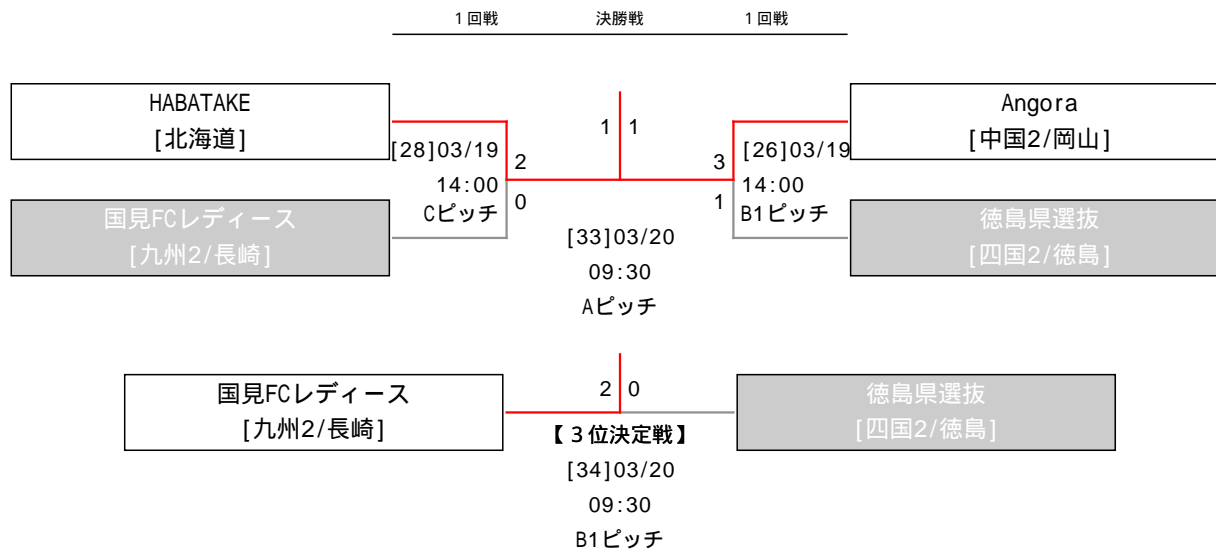 1回戦
決勝戦
1回戦
HABATAKE
[北海道]
国見FCレディース
[九州2/長崎]
[28]03/19
14:00
Cピッチ
2
0
1 1
[33]03/20
09:30
Aピッチ
3
1
[26]03/19
14:00
B1ピッチ
Angora
[中国2/岡山]
徳島県選抜
[四国2/徳島]
国見FCレディース
[九州2/長崎]
2 0
【3位決定戦】
[34]03/20
09:30
B1ピッチ
徳島県選抜
[四国2/徳島]